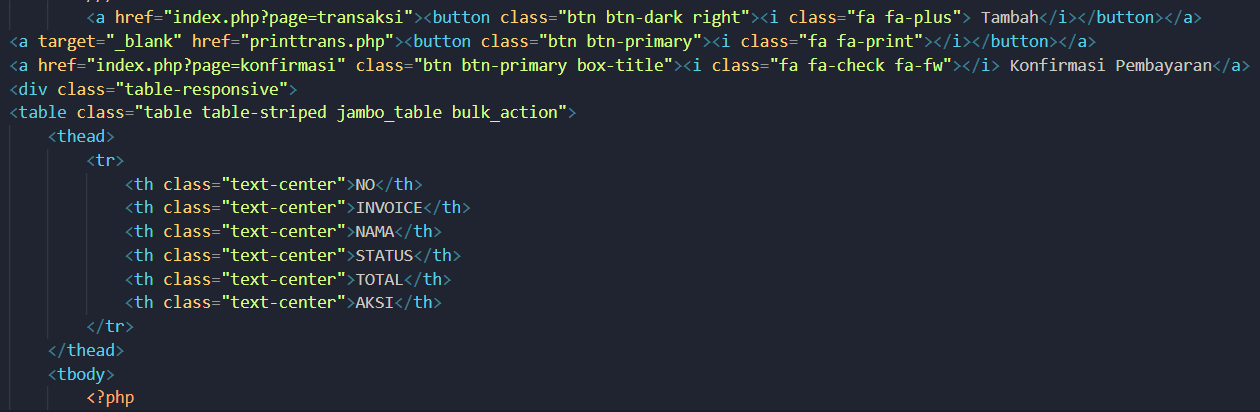 <a href="index.php?page=transaksi"><button class="btn btn-dark right"><i class="fa fa-plus"> Tambah</i></button></a>
<a target="_blank" href="printtrans.php"><button class="btn btn-primary"><i class="fa fa-print"></i></button></a>
<a href="index.php?page=konfirmasi" class="btn btn-primary box-title"><i class="fa fa-check fa-fw"></i> Konfirmasi Pembayaran</a>
<div class="table-responsive">
<table class="table table-striped jambo_table bulk_action">
<thead>
<tr>
<th class="text-center">NO</th>
<th class="text-center">INVOICE</th>
<th class="text-center">NAMA</th>
<th class="text-center">STATUS</th>
<th class="text-center">TOTAL</th>
<th class="text-center">AKSI</th>
</tr>
</thead>
<tbody>
<?php